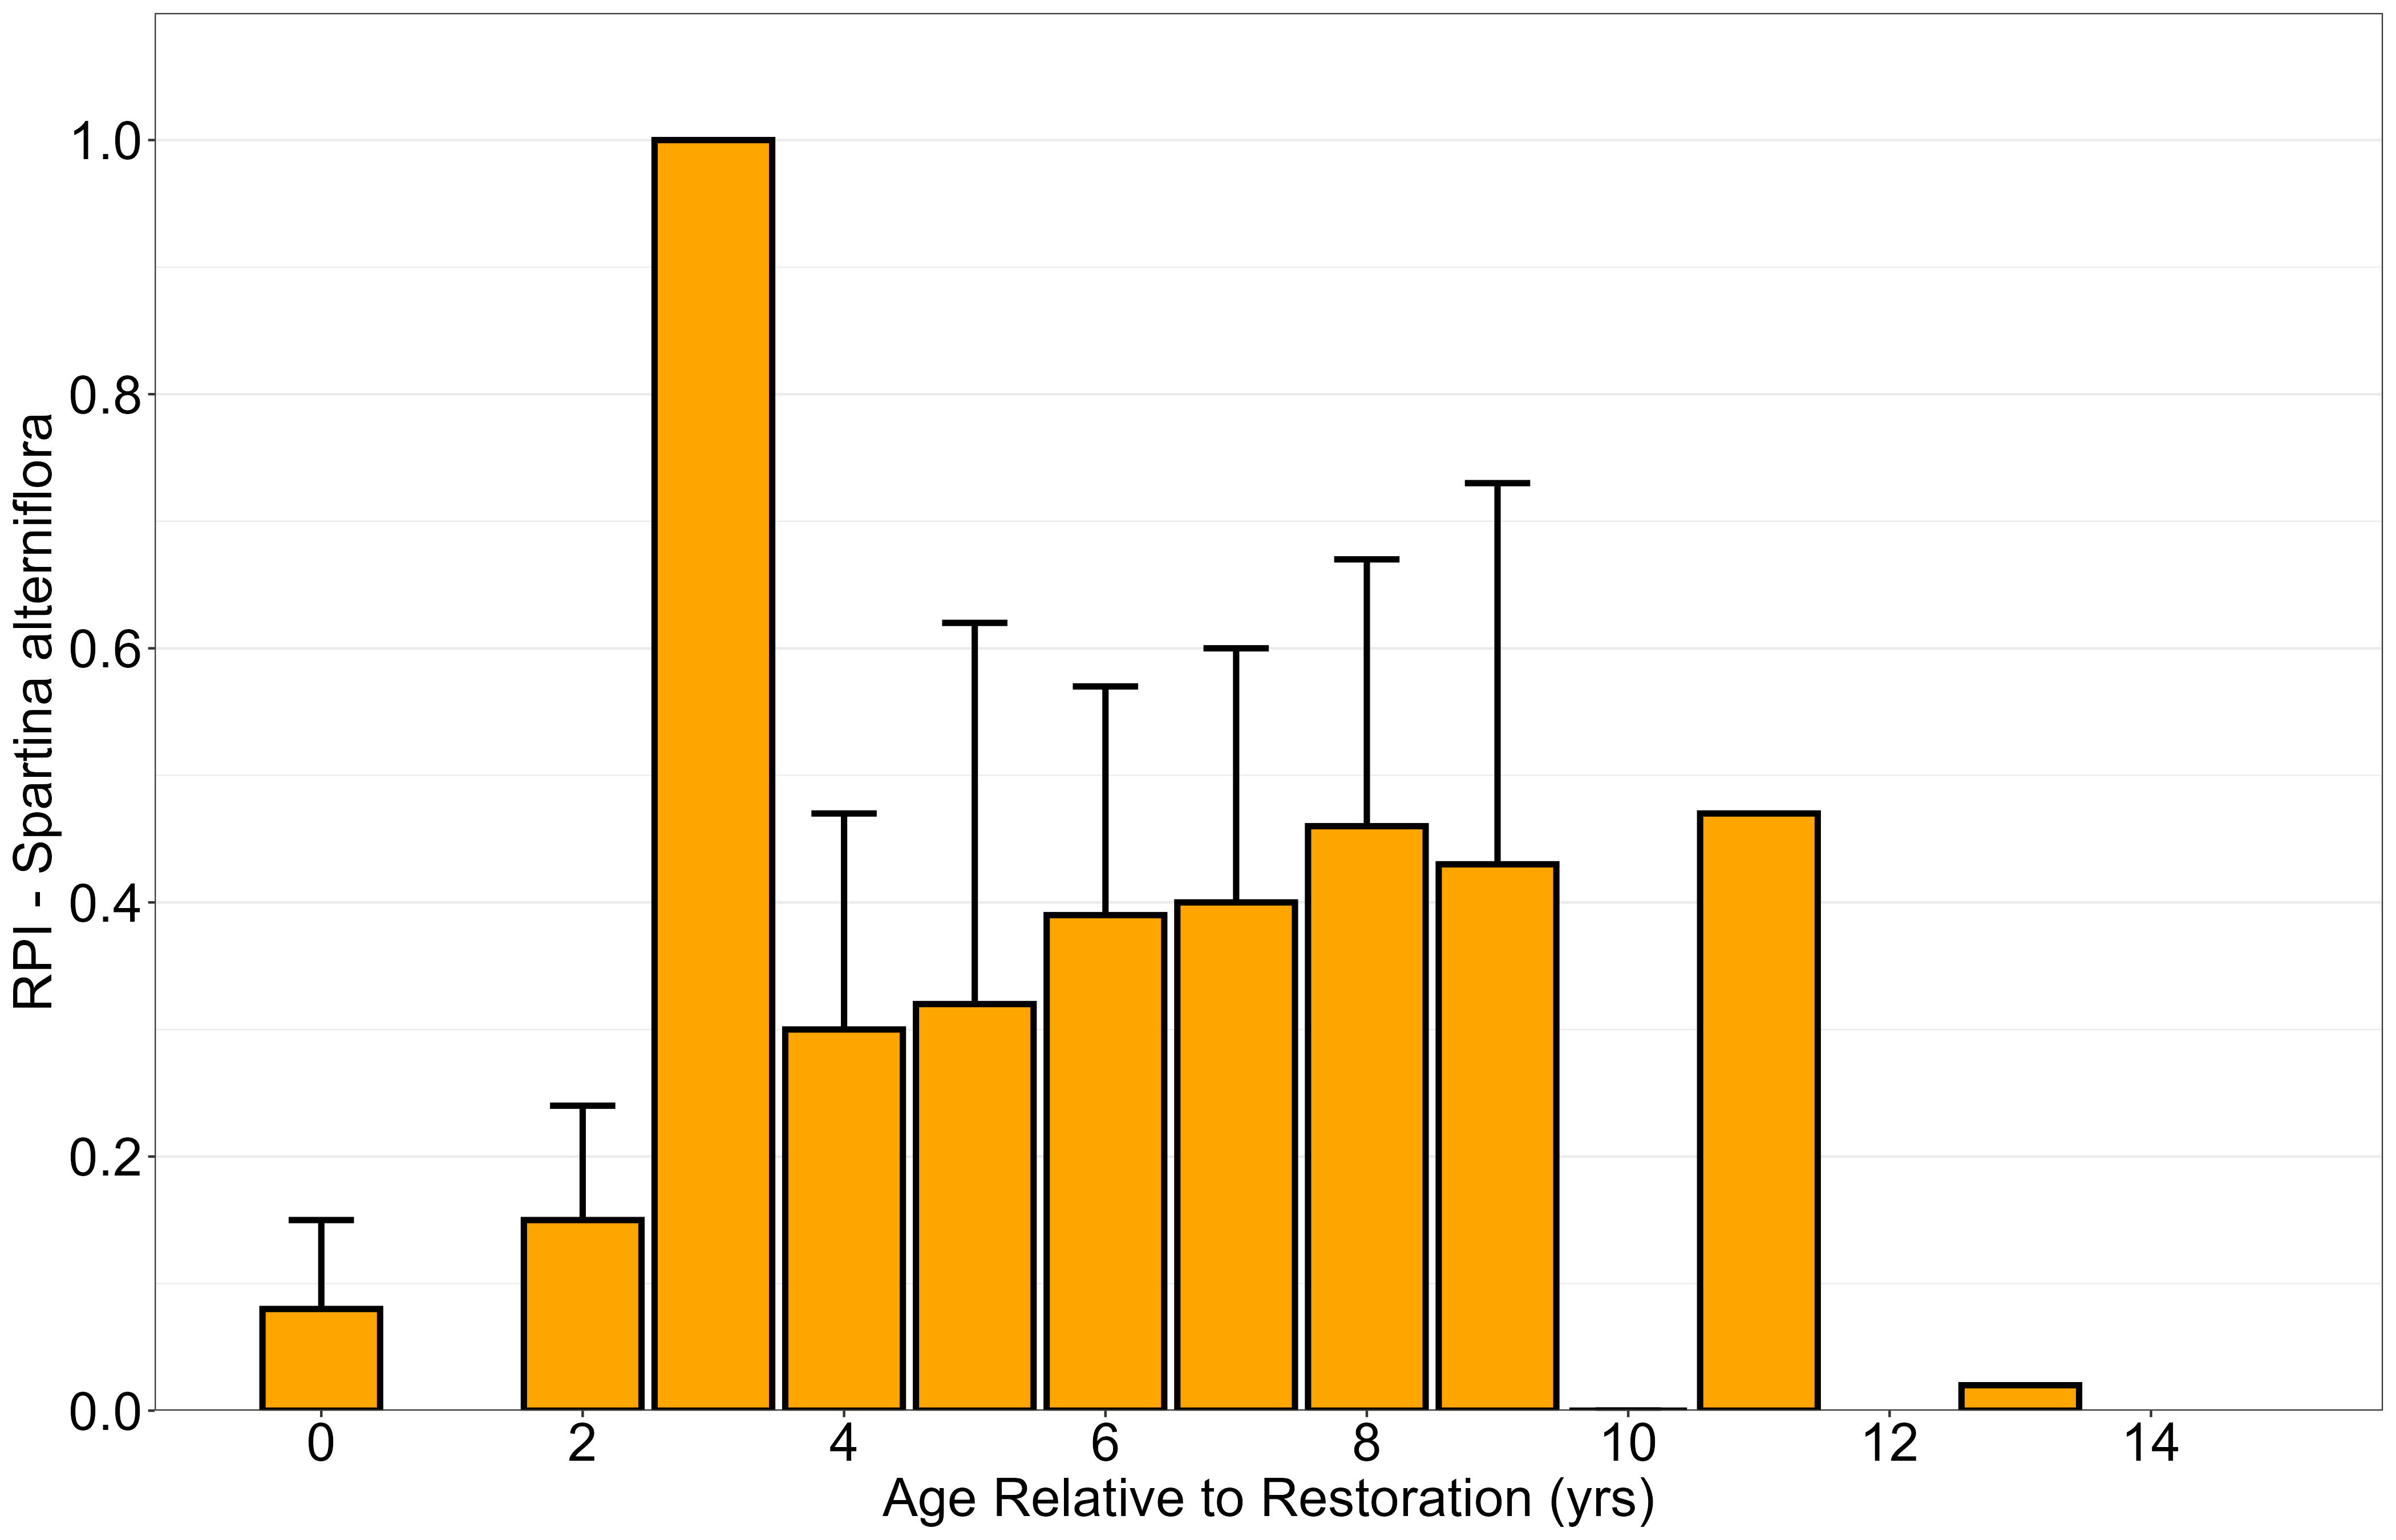 RPI - Spartina alterniflora
1.0
0.8
0.6
0.4
0.2
0.0
0 2 4 6 8 10 12 14
Age Relative to Restoration (yrs)